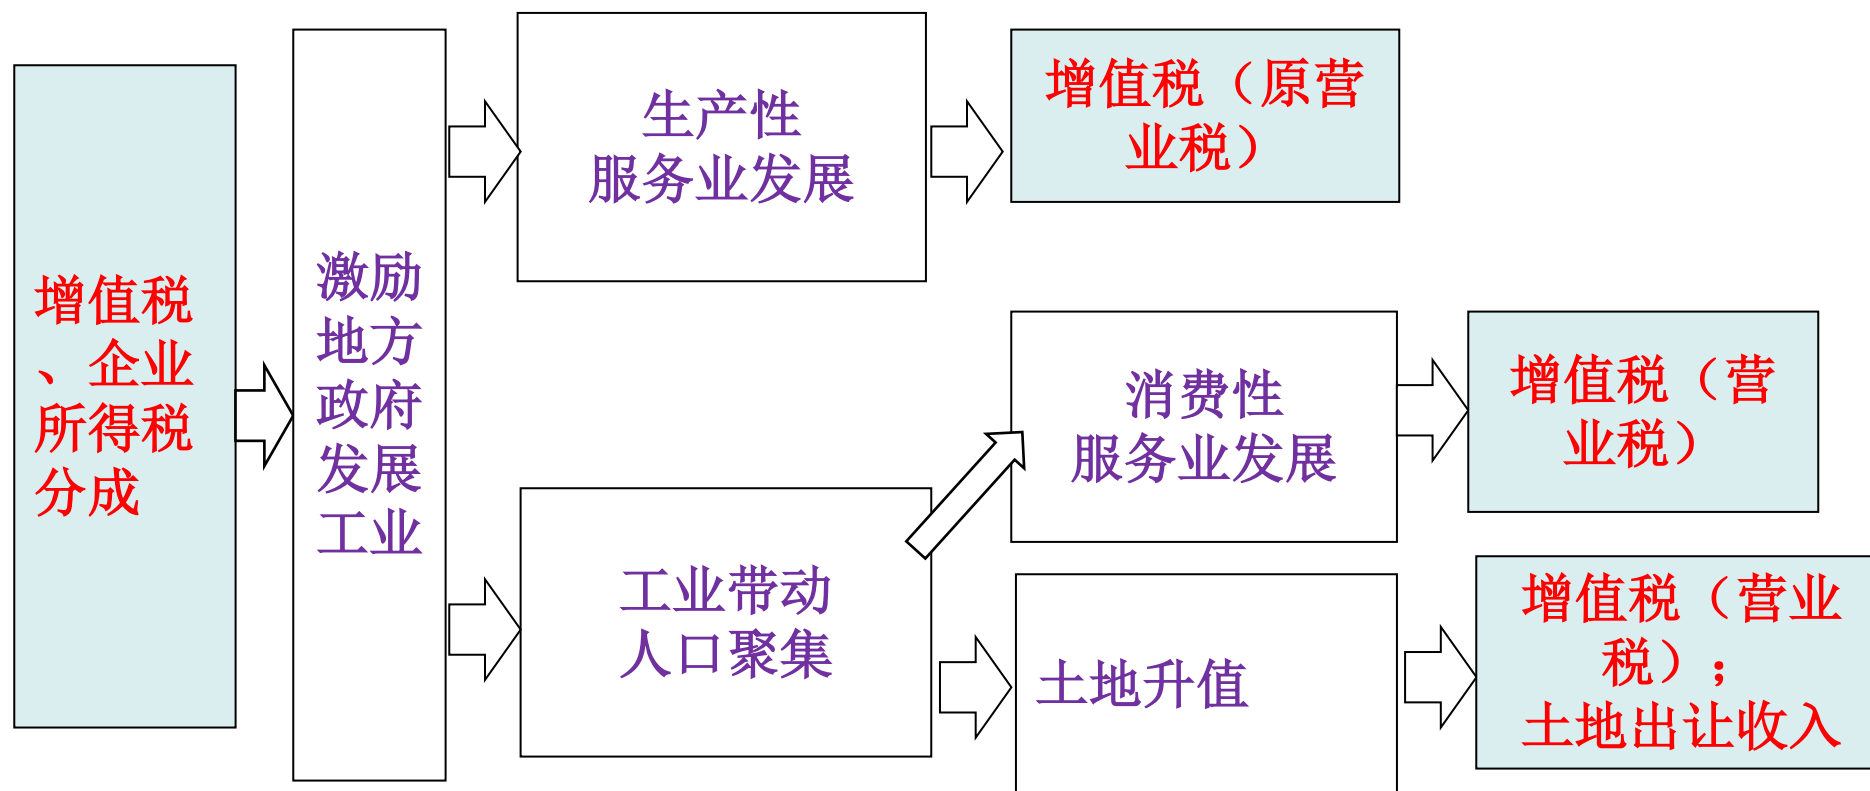 增值税
、企业
所得税
分成
激励
地方
政府
发展
工业
生产性
服务业发展
增值税（原营
业税）
工业带动
人口聚集
消费性
服务业发展
增值税（营
业税）
土地升值
增值税（营业
税）；
土地出让收入